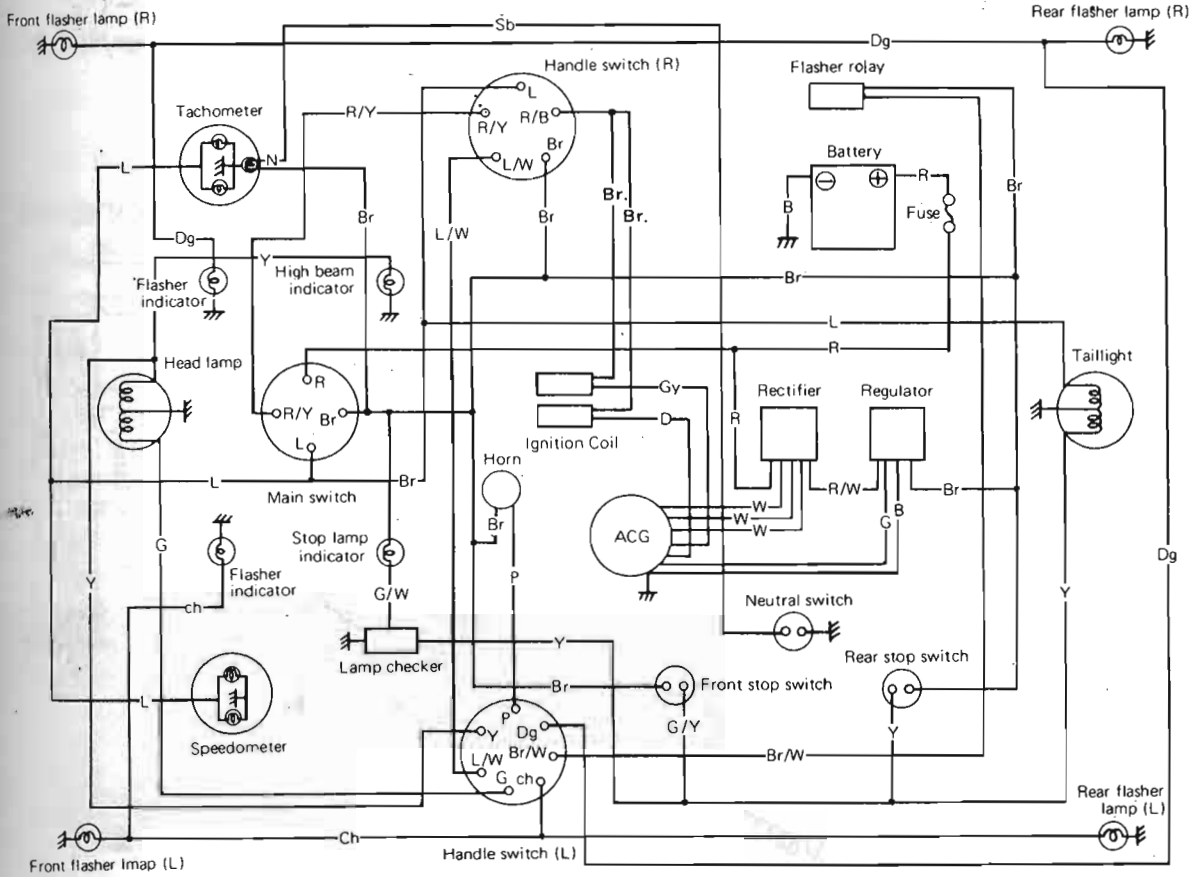 Front flasher lamp (R)
Sb
Rear flasher lamp (R)
Dg
Handle switch (R)
Flasher rolay
L
Tachometer
R/Y
R/Y
R/B
Br
L/W
N
L
Battery
R
Fuse
B
Br
Br.
Br.
Br
Br
L/W
Dg
Y
Flasher
indicator
High beam
indicator
Br
L
R
Head lamp
Taillight
R
R/Y
Br
L
Main switch
Gy
D
Ignition Coil
Rectifier
Regulator
R
R/W
Br
L
Br
Horn
Br
P
W
W
W
G
B
ACG
G
Stop lamp
indicator
G/W
Flasher
indicator
ch
Y
Y
Dg
Neutral switch
Lamp checker
Y
Rear stop switch
Br
Front stop switch
G/Y
Y
L
Speedometer
P
Y
Dg
L/W
Br/W
G
ch
Br/W
Rear flasher
lamp (L)
Ch
Front flasher lmap (L)
Handle switch (L)